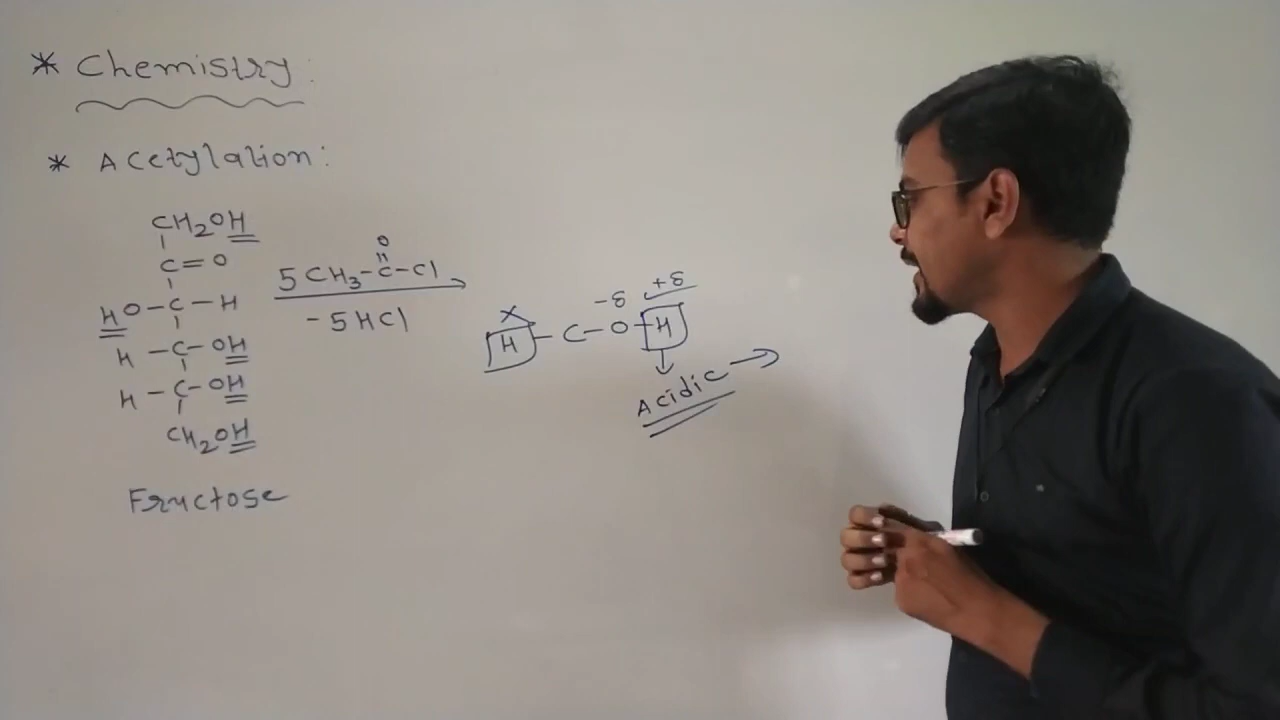 * Chemistry:
* Acetylation:
CH2OH
C=O
HO-C-H
H-C-OH
H-C-OH
CH2OH
Fructose
O
5CH3-C-Cl
-5HCl
X
-δ +δ
H-C-O-H
Acidic →